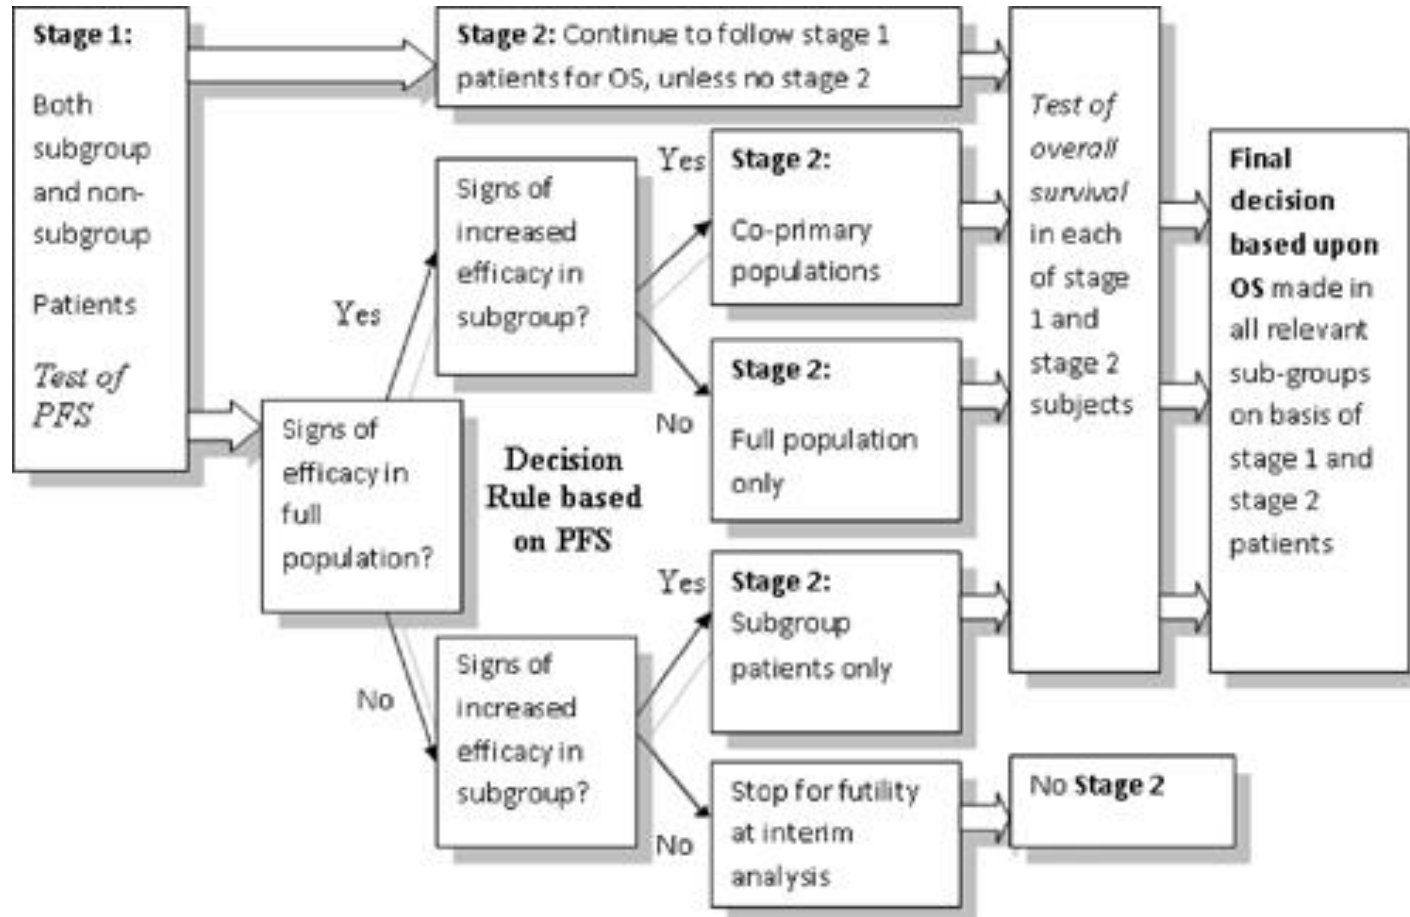 Stage 1:
Both
subgroup
and non-
subgroup
Patients
Test of
PFS
Stage 2: Continue to follow stage 1
patients for OS, unless no stage 2
Signs of
efficacy in
full
population?
Yes
No
Signs of
increased
efficacy in
subgroup?
Decision
Rule based
on PFS
Signs of
increased
efficacy in
subgroup?
Yes
No
Stage 2:
Co-primary
populations
Stage 2:
Full population
only
Yes
No
Stage 2:
Subgroup
patients only
Stop for futility
at interim
analysis
Test of
overall
survival
in each
of stage
1 and
stage 2
subjects
No Stage 2
Final
decision
based upon
OS made in
all relevant
sub-groups
on basis of
stage 1 and
stage 2
patients